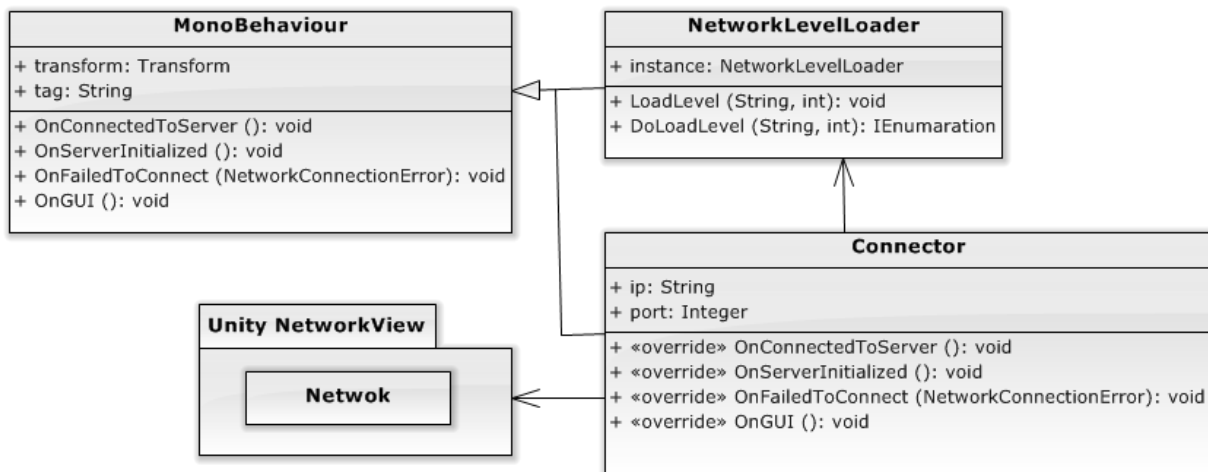 MonoBehaviour
+ transform: Transform
+ tag: String
+ OnConnectedToServer (): void
+ OnServerInitialized (): void
+ OnFailedToConnect (NetworkConnectionError): void
+ OnGUI (): void
NetworkLevelLoader
+ instance: NetworkLevelLoader
+ LoadLevel (String, int): void
+ DoLoadLevel (String, int): IEnumaration
Unity NetworkView
Netwok
Connector
+ ip: String
+ port: Integer
+ «override» OnConnectedToServer (): void
+ «override» OnServerInitialized (): void
+ «override» OnFailedToConnect (NetworkConnectionError): void
+ «override» OnGUI (): void